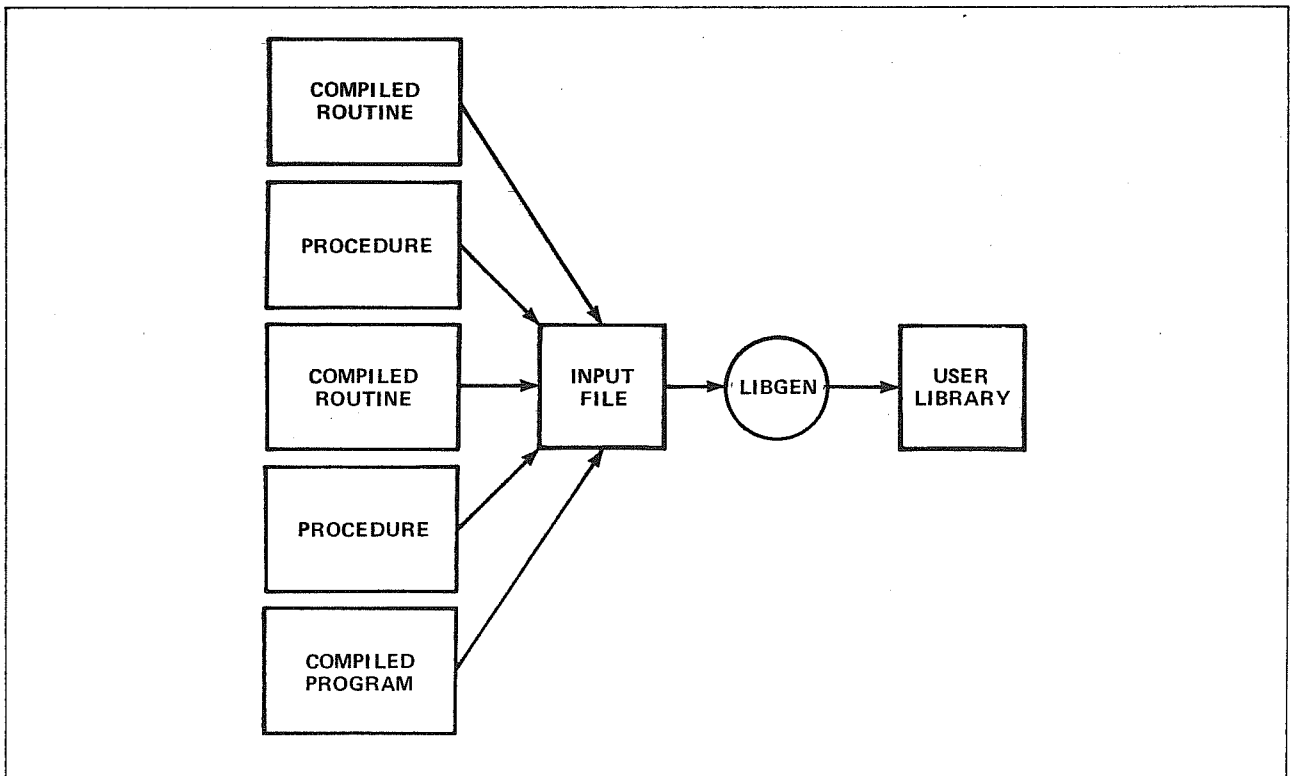 COMPILED
ROUTINE
PROCEDURE
COMPILED
ROUTINE
PROCEDURE
COMPILED
PROGRAM
INPUT
FILE
LIBGEN
USER
LIBRARY